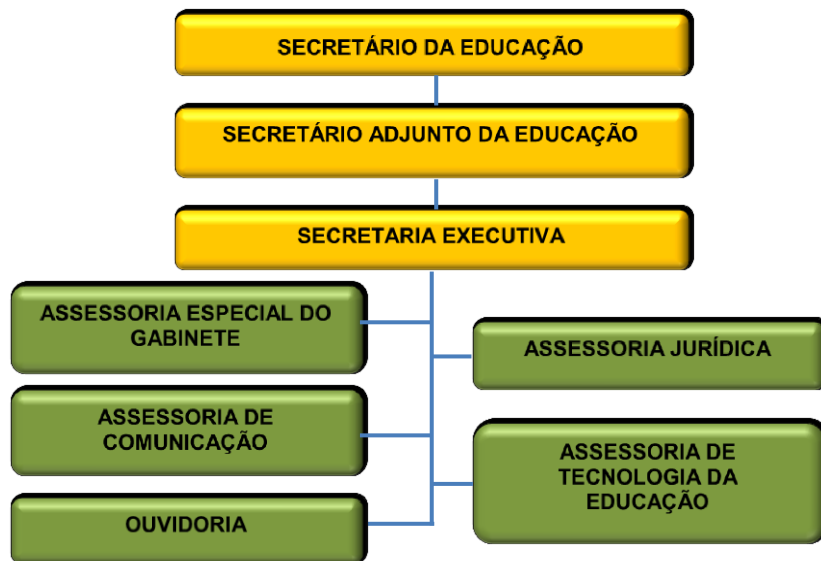 SECRETÁRIO DA EDUCAÇÃO
SECRETÁRIO ADJUNTO DA EDUCAÇÃO
SECRETARIA EXECUTIVA
ASSESSORIA ESPECIAL DO
GABINETE
ASSESSORIA JURÍDICA
ASSESSORIA DE
COMUNICAÇÃO
ASSESSORIA DE
TECNOLOGIA DA
EDUCAÇÃO
OUVIDORIA